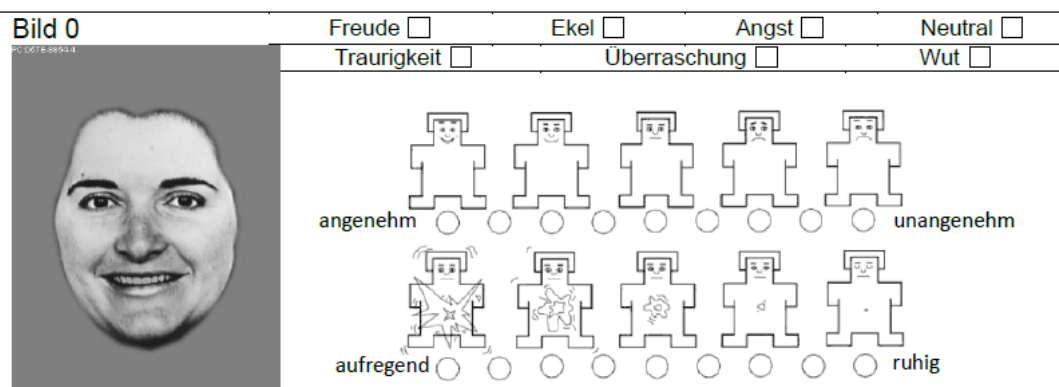 Bild 0
Freude Ekel Angst Neutral
Traurigkeit Überraschung Wut
angenehm unangenehm
aufregend ruhig